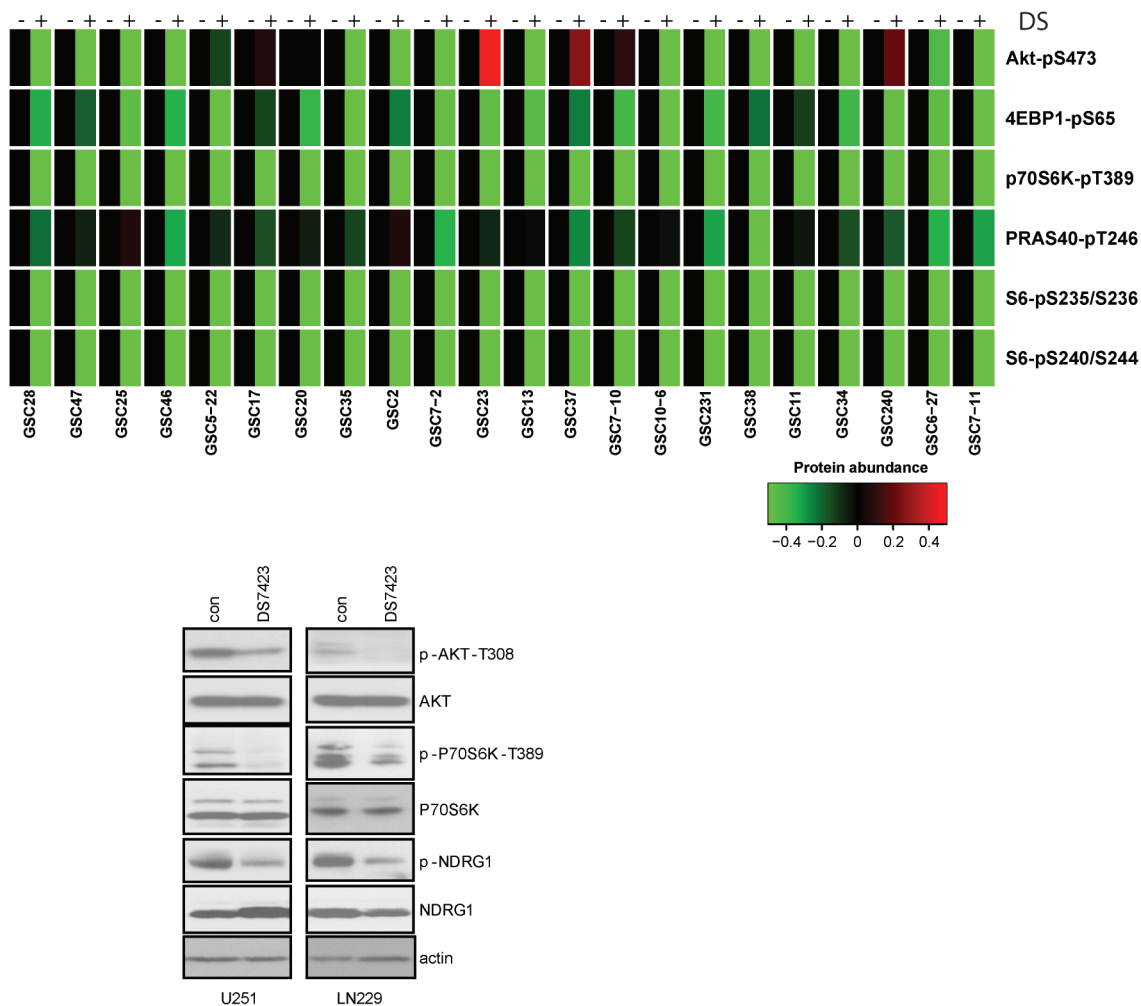 - + - + - + - + - + - + - + - + - + - + - + - + - + - + - + - + - + - + - + - + - + - + DS
Akt-pS473
4EBP1-pS65
p70S6K-pT389
PRAS40-pT246
S6-pS235/S236
S6-pS240/S244
GSC28 GSC47 GSC25 GSC46 GSC5−22 GSC17 GSC20 GSC35 GSC2 GSC7−2 GSC23 GSC13 GSC37 GSC7−10 GSC10−6 GSC231 GSC38 GSC11 GSC34 GSC240 GSC6−27 GSC7−11
Protein abundance
−0.4 −0.2 0 0.2 0.4
con DS7423 con DS7423
p-AKT-T308
AKT
p-P70S6K-T389
P70S6K
p-NDRG1
NDRG1
actin
U251 LN229